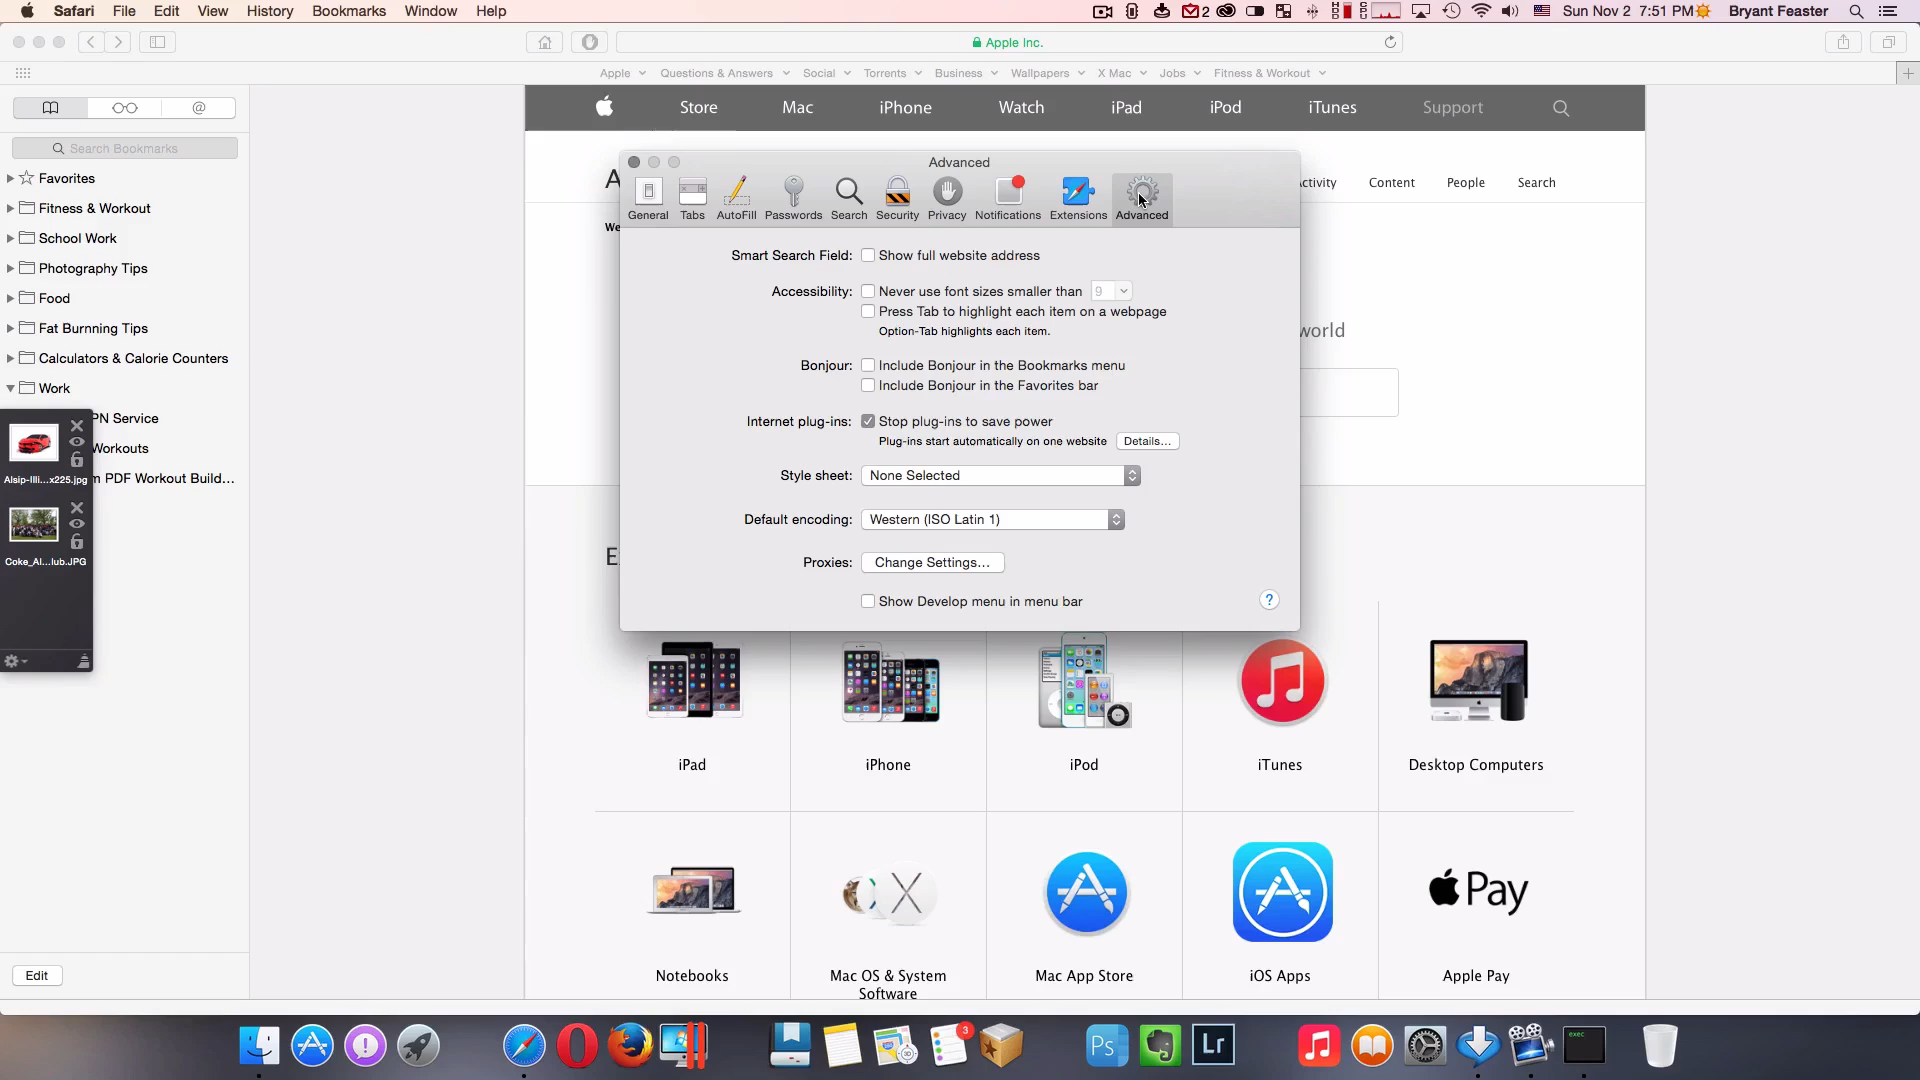 Safari File Edit View History Bookmarks Window Help 2 Sun Nov 2 7:51 PM Bryant Feaster
Apple Inc.
Apple Questions & Answers Social Torrents Business Wallpapers X Mac Jobs Fitness & Workout
Store Mac iPhone Watch iPad iPod iTunes Support
@
Search Bookmarks
Favorites
Fitness & Workout
School Work
Photography Tips
Food
Fat Burnning Tips
Calculators & Calorie Counters
Work
PN Service
Workouts
m PDF Workout Build...
Alsip-Illi...x225.jpg
Coke_Al...lub.JPG
Edit
A
ctivity Content People Search
We
world
E
Advanced
General Tabs AutoFill Passwords Search Security Privacy Notifications Extensions Advanced
Smart Search Field: Show full website address
Accessibility: Never use font sizes smaller than 9
Press Tab to highlight each item on a webpage
Option-Tab highlights each item.
Bonjour: Include Bonjour in the Bookmarks menu
Include Bonjour in the Favorites bar
Internet plug-ins: Stop plug-ins to save power
Plug-ins start automatically on one website Details...
Style sheet: None Selected
Default encoding: Western (ISO Latin 1)
Proxies: Change Settings...
Show Develop menu in menu bar ?
iPad iPhone iPod iTunes Desktop Computers
Pay
Notebooks Mac OS & System Mac App Store iOS Apps Apple Pay
Software
3 Ps Lr exec